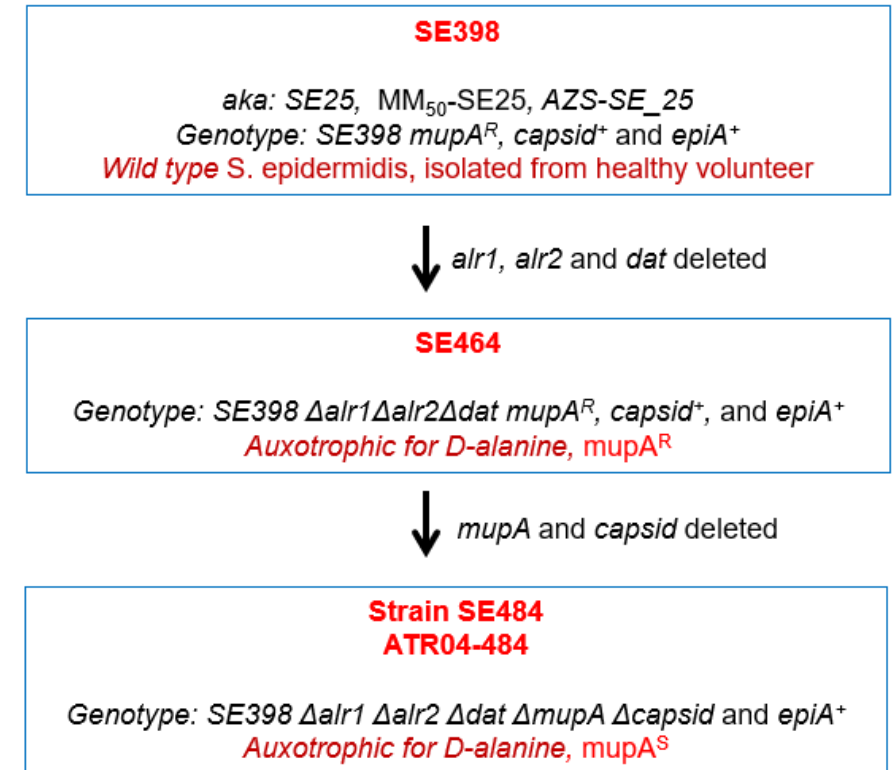 SE398
aka: SE25, MM₅₀-SE25, AZS-SE_25
Genotype: SE398 mupAᴿ, capsid⁺ and epiA⁺
Wild type S. epidermidis, isolated from healthy volunteer
alr1, alr2 and dat deleted
SE464
Genotype: SE398 Δalr1Δalr2Δdat mupAᴿ, capsid⁺, and epiA⁺
Auxotrophic for D-alanine, mupAᴿ
mupA and capsid deleted
Strain SE484
ATR04-484
Genotype: SE398 Δalr1 Δalr2 Δdat ΔmupA Δcapsid and epiA⁺
Auxotrophic for D-alanine, mupAˢ